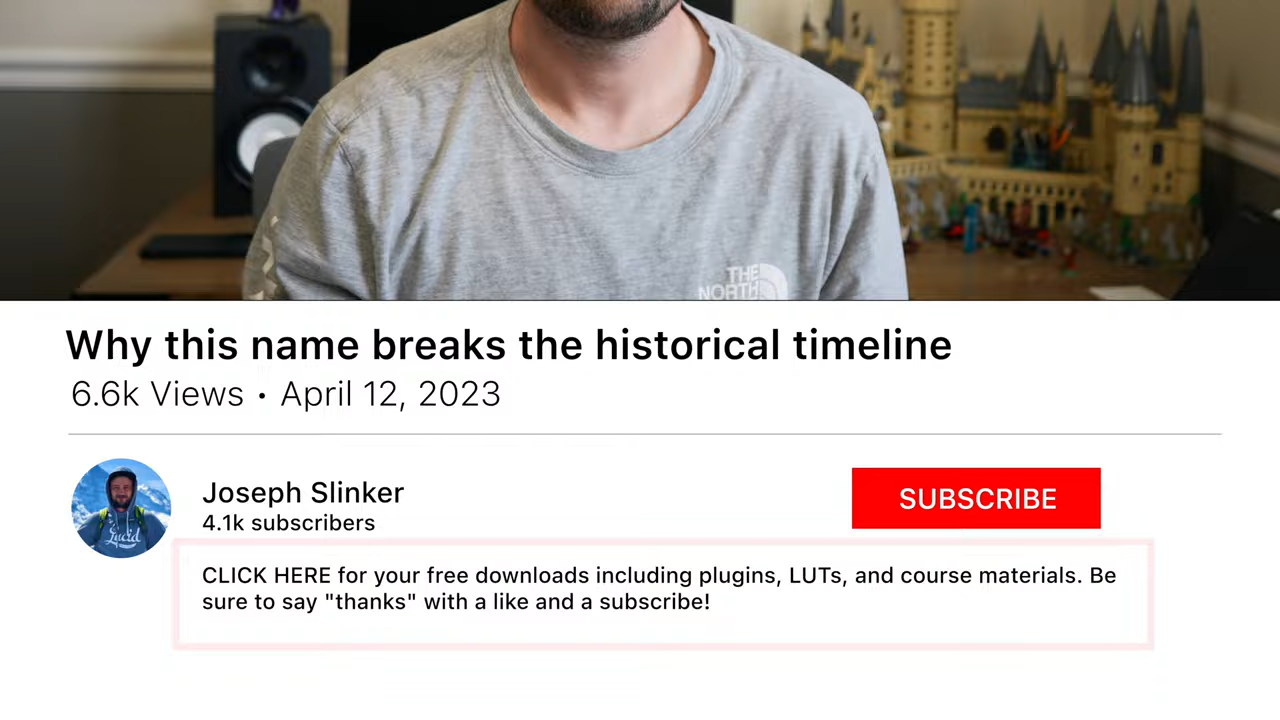 THE
NORTH
Why this name breaks the historical timeline
6.6k Views • April 12, 2023
Joseph Slinker
4.1k subscribers
SUBSCRIBE
Lucid
CLICK HERE for your free downloads including plugins, LUTs, and course materials. Be
sure to say "thanks" with a like and a subscribe!